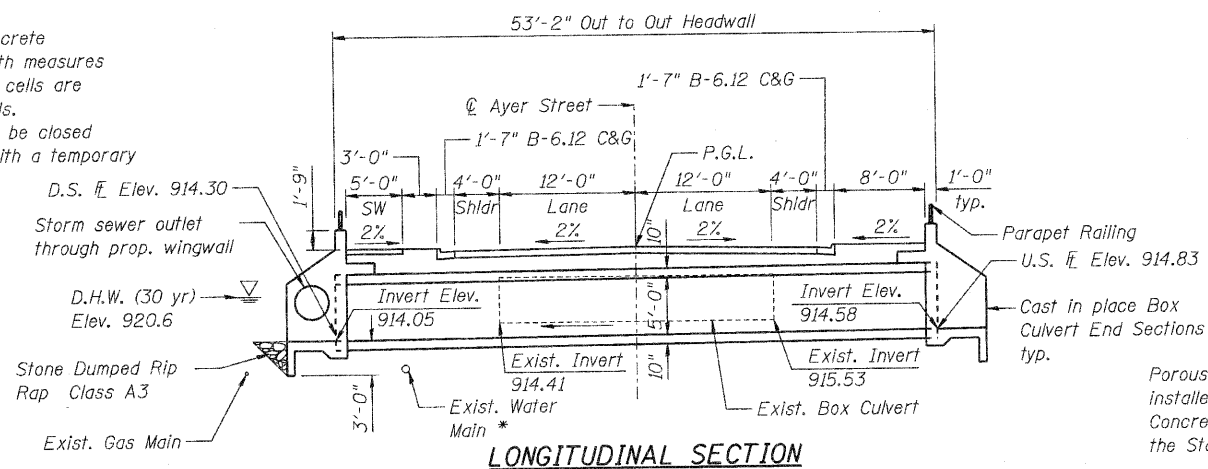 53'-2" Out to Out Headwall
crete
th measures
cells are
ls.
be closed
with a temporary
1'-7" B-6.12 C&G
℄ Ayer Street
1'-7" B-6.12 C&G
P.G.L.
3'-0"
1'-9"
5'-0"
SW
2%
4'-0"
Shldr
12'-0"
Lane
2%
12'-0"
Lane
2%
4'-0"
Shldr
8'-0"
2%
1'-0"
typ.
10"
D.S. ℄ Elev. 914.30
Storm sewer outlet
through prop. wingwall
D.H.W. (30 yr)
Elev. 920.6
Stone Dumped Rip
Rap Class A3
Exist. Gas Main
Parapet Railing
U.S. ℄ Elev. 914.83
Cast in place Box
Culvert End Sections
typ.
Invert Elev.
914.05
5'-0"
Invert Elev.
914.58
Exist. Invert
914.41
10"
Exist. Invert
915.53
3'-0"
Exist. Water
Main *
Exist. Box Culvert
Porous
installe
Concre
the Sta
LONGITUDINAL SECTION